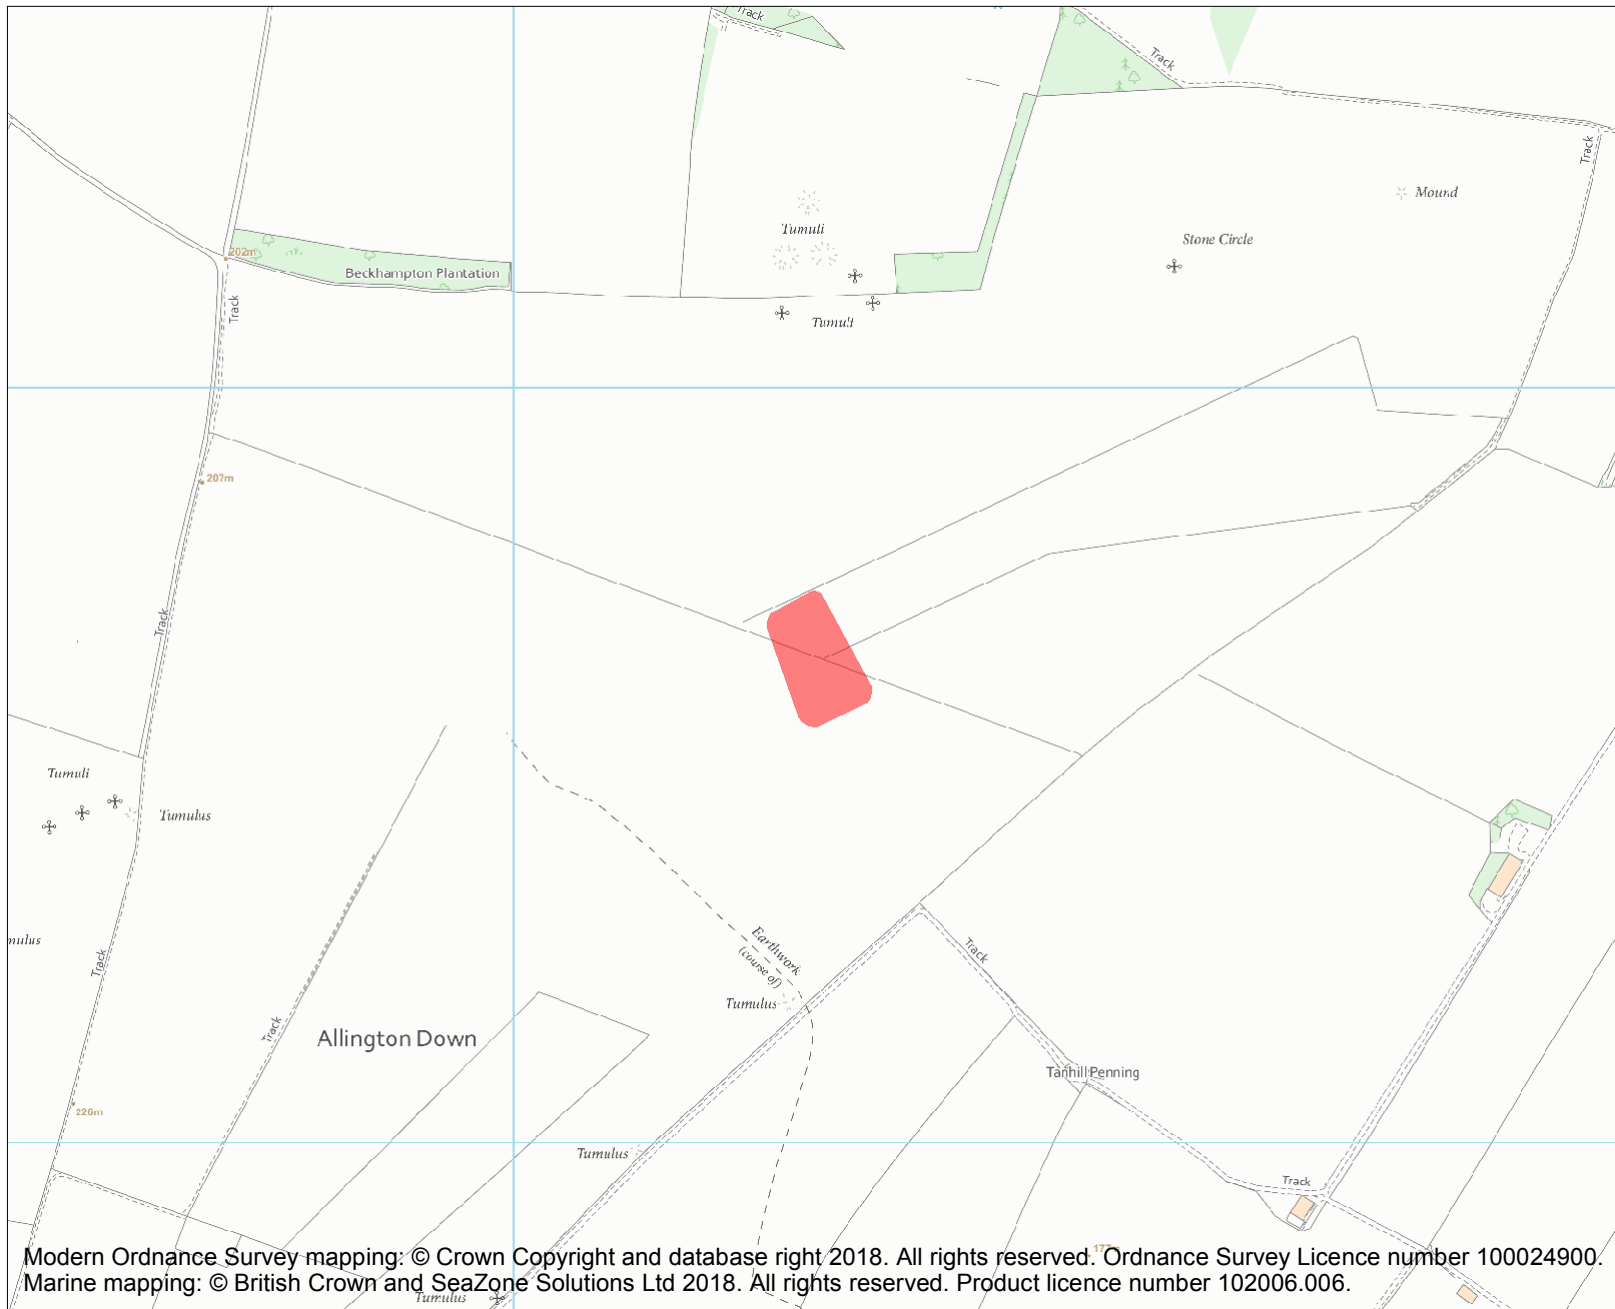 Track
Track
Track
Mound
Tumuli
Stone Circle
202m
Beckhampton Plantation
Track
Tumuli
207m
Track
Tumuli
Tumulus
Earthwork
(course of)
mulus
Track
Track
Tumulus
Track
Allington Down
Tanhill Penning
226m
Tumulus
Track
Modern Ordnance Survey mapping: © Crown Copyright and database right 2018. All rights reserved. Ordnance Survey Licence number 100024900.
Marine mapping: © British Crown and SeaZone Solutions Ltd 2018. All rights reserved. Product licence number 102006.006.
Tumulus